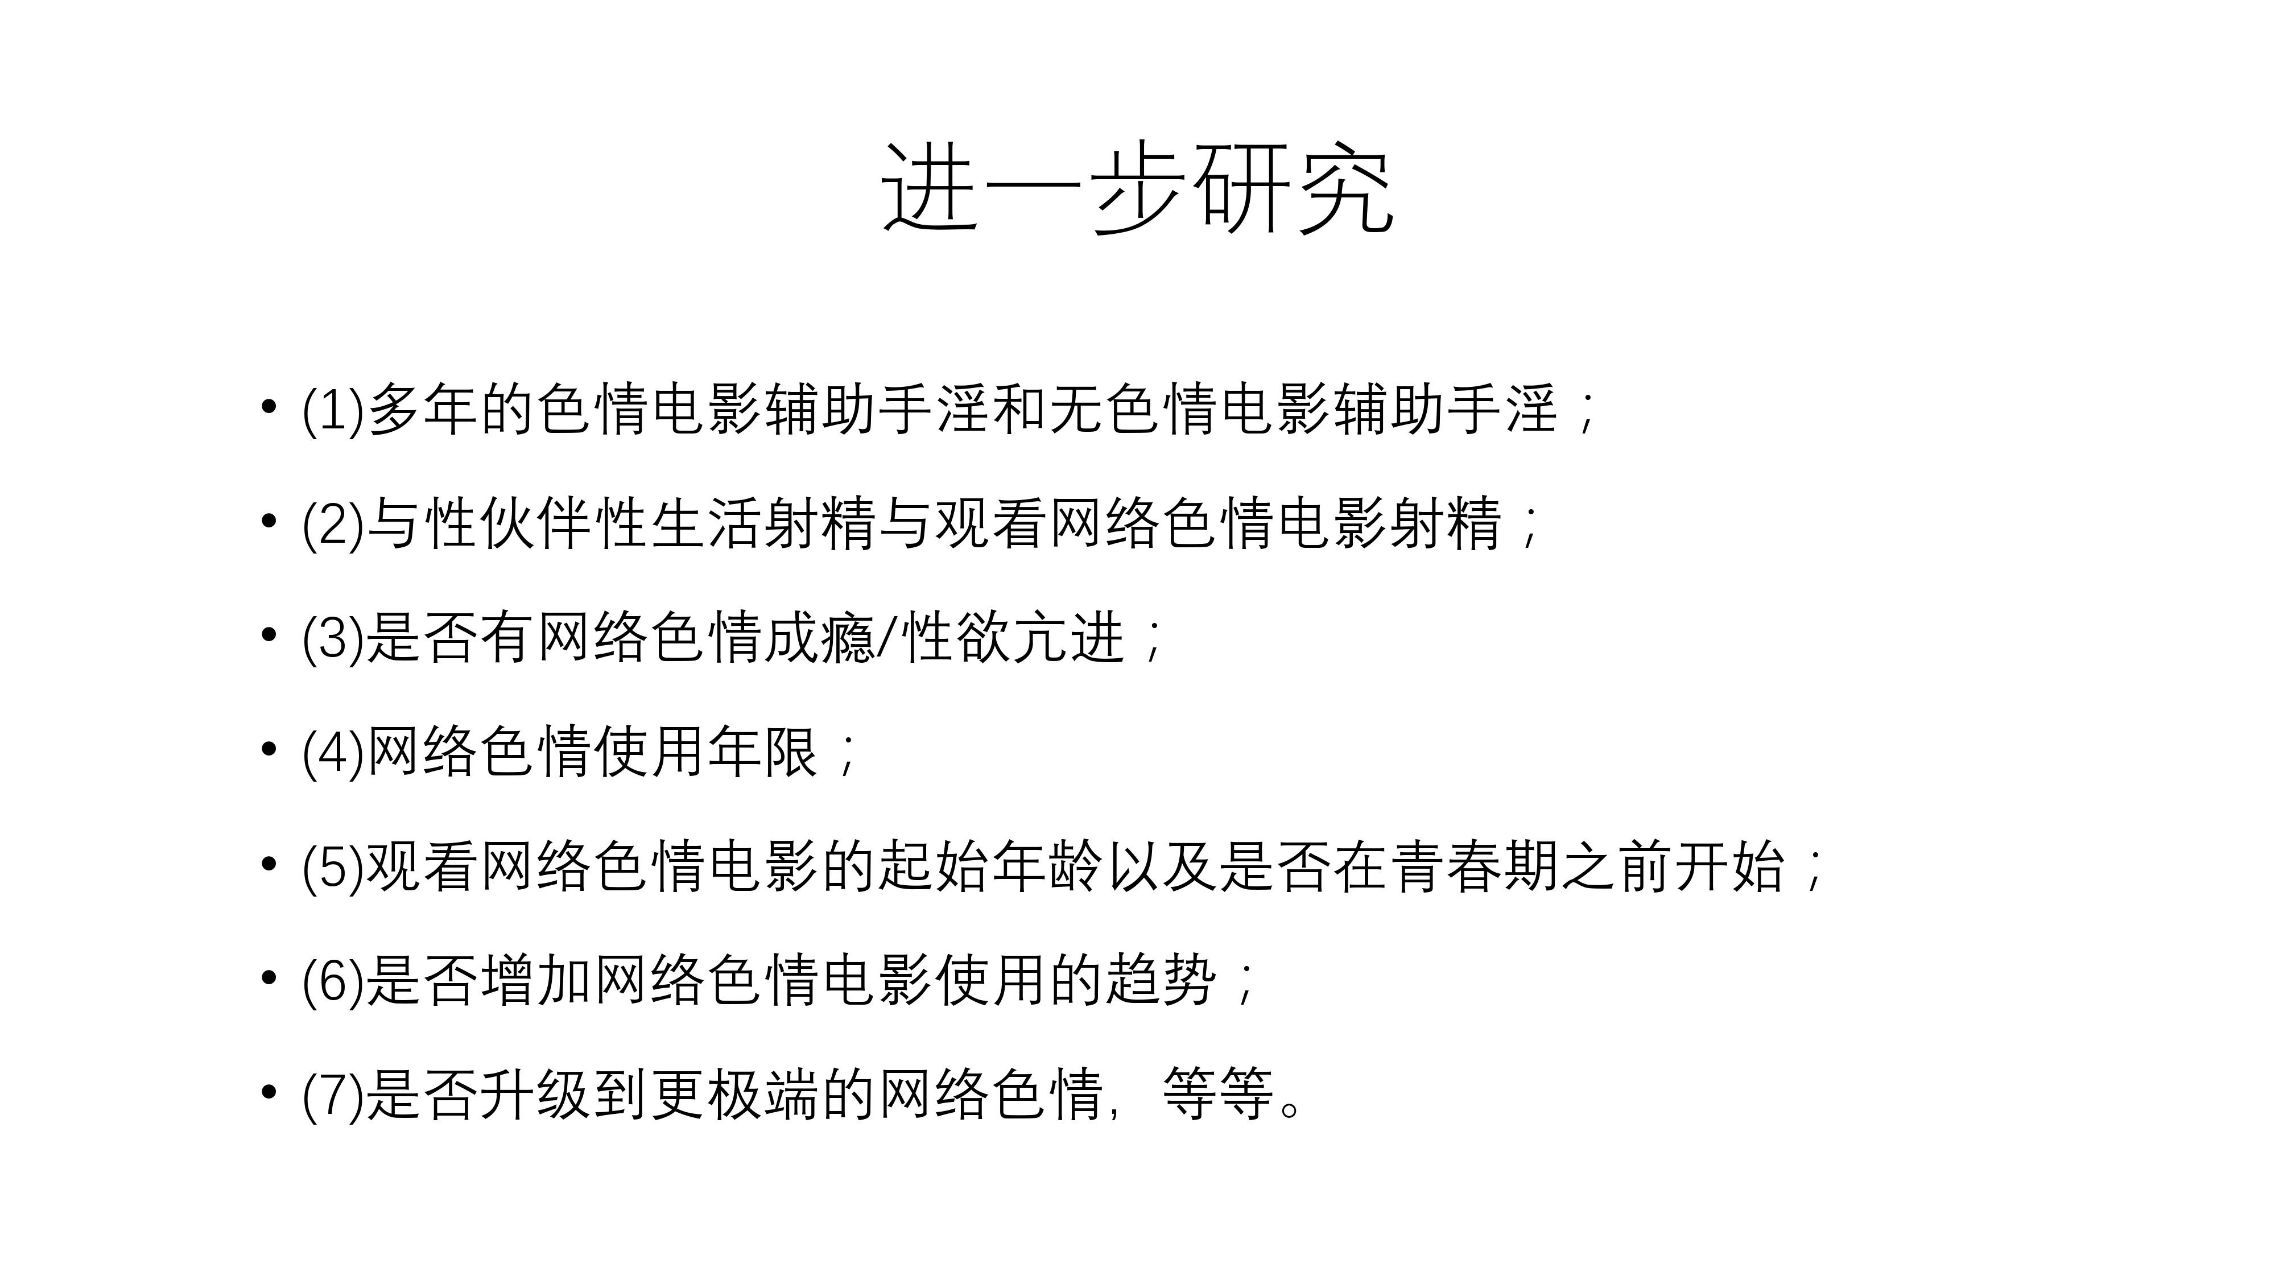 进一步研究
• (1)多年的色情电影辅助手淫和无色情电影辅助手淫；
• (2)与性伙伴性生活射精与观看网络色情电影射精；
• (3)是否有网络色情成瘾/性欲亢进；
• (4)网络色情使用年限；
• (5)观看网络色情电影的起始年龄以及是否在青春期之前开始；
• (6)是否增加网络色情电影使用的趋势；
• (7)是否升级到更极端的网络色情，等等。